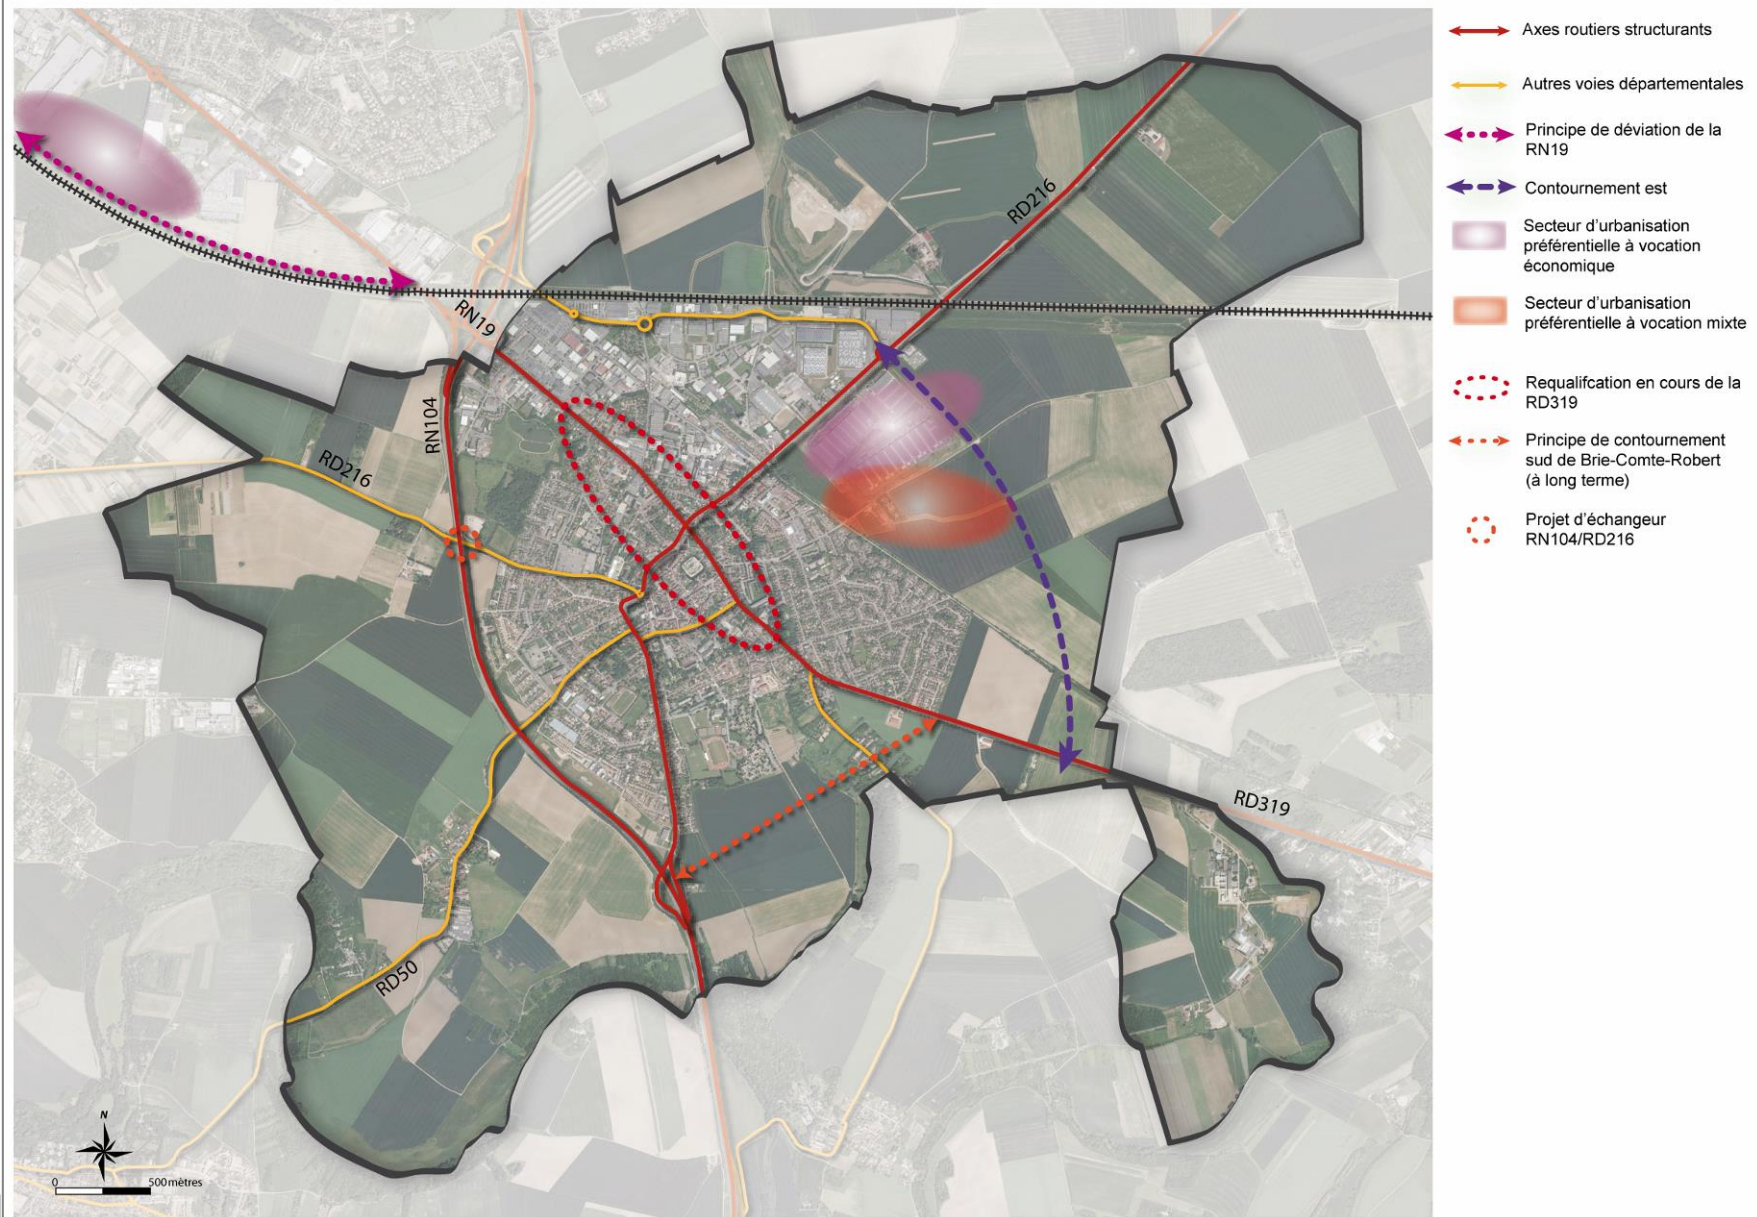 Axes routiers structurants
Autres voies départementales
Principe de déviation de la
RN19
Contournement est
Secteur d'urbanisation
préférentielle à vocation
économique
Secteur d'urbanisation
préférentielle à vocation mixte
Requalifcation en cours de la
RD319
Principe de contournement
sud de Brie-Comte-Robert
(à long terme)
Projet d'échangeur
RN104/RD216
RD216
RN19
RN104
RD216
RD319
RD50
N
0 500 mètres